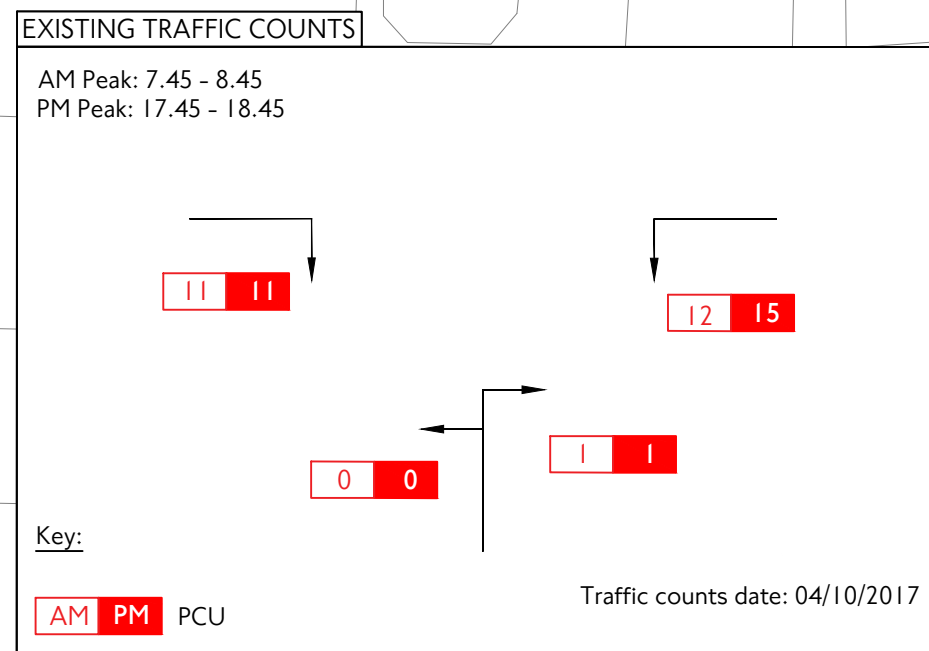 EXISTING TRAFFIC COUNTS
AM Peak: 7.45 - 8.45
PM Peak: 17.45 - 18.45
11 11
12 15
1 1
0 0
Key:
AM PM PCU
Traffic counts date: 04/10/2017